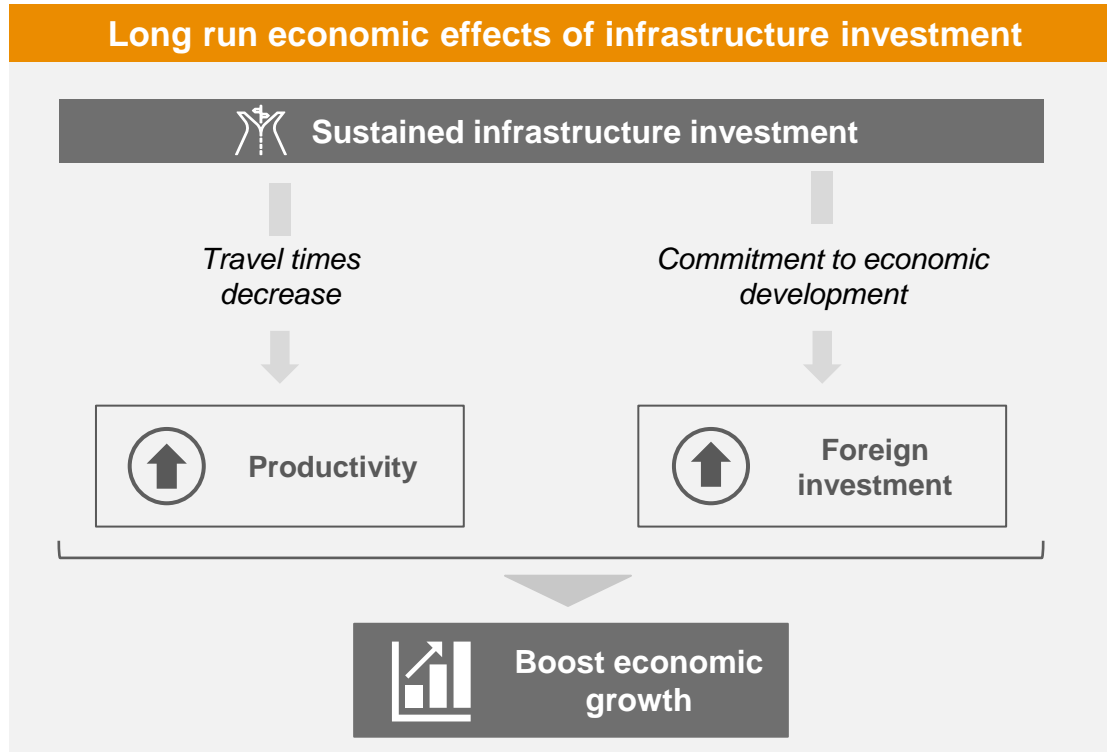 Long run economic effects of infrastructure investment
Sustained infrastructure investment
Travel times
decrease
Commitment to economic
development
Productivity
Foreign
investment
Boost economic
growth